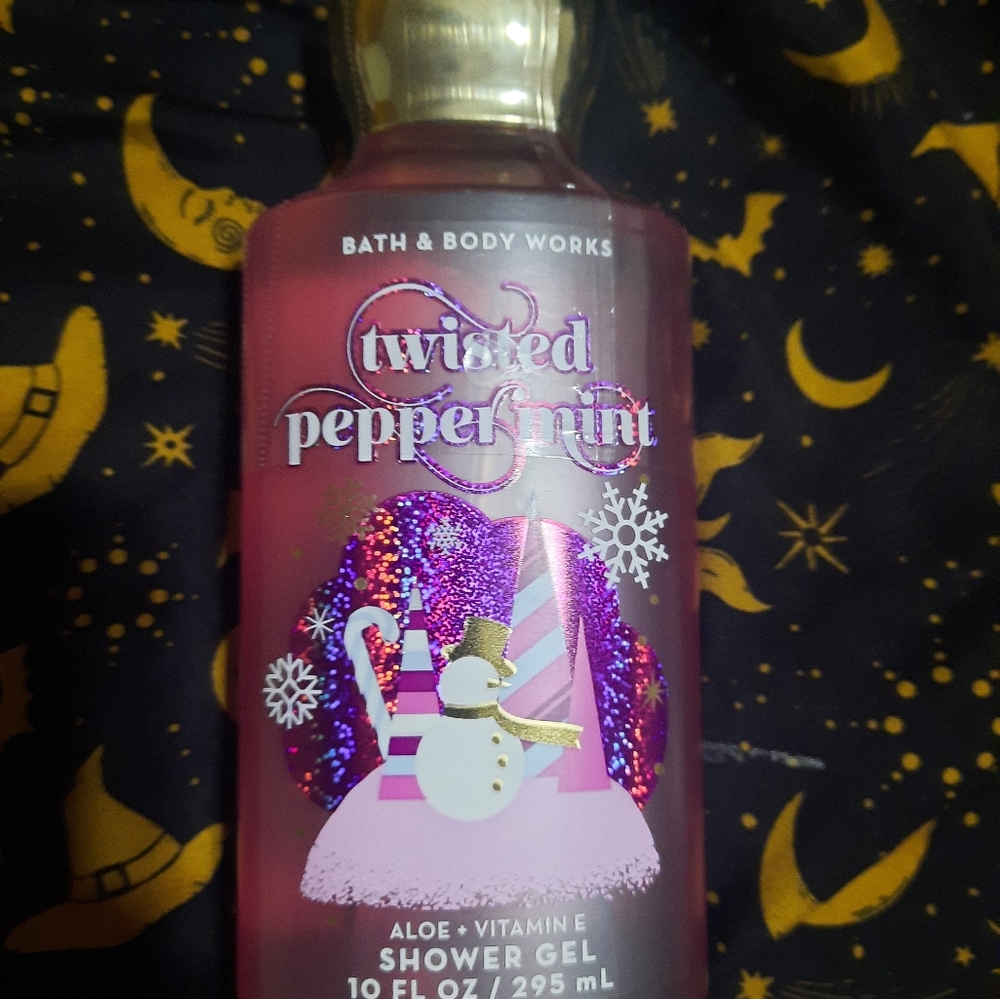 BATH & BODY WORKS
twisted
peppermint
ALOE + VITAMIN E
SHOWER GEL
10 FL OZ / 295 mL